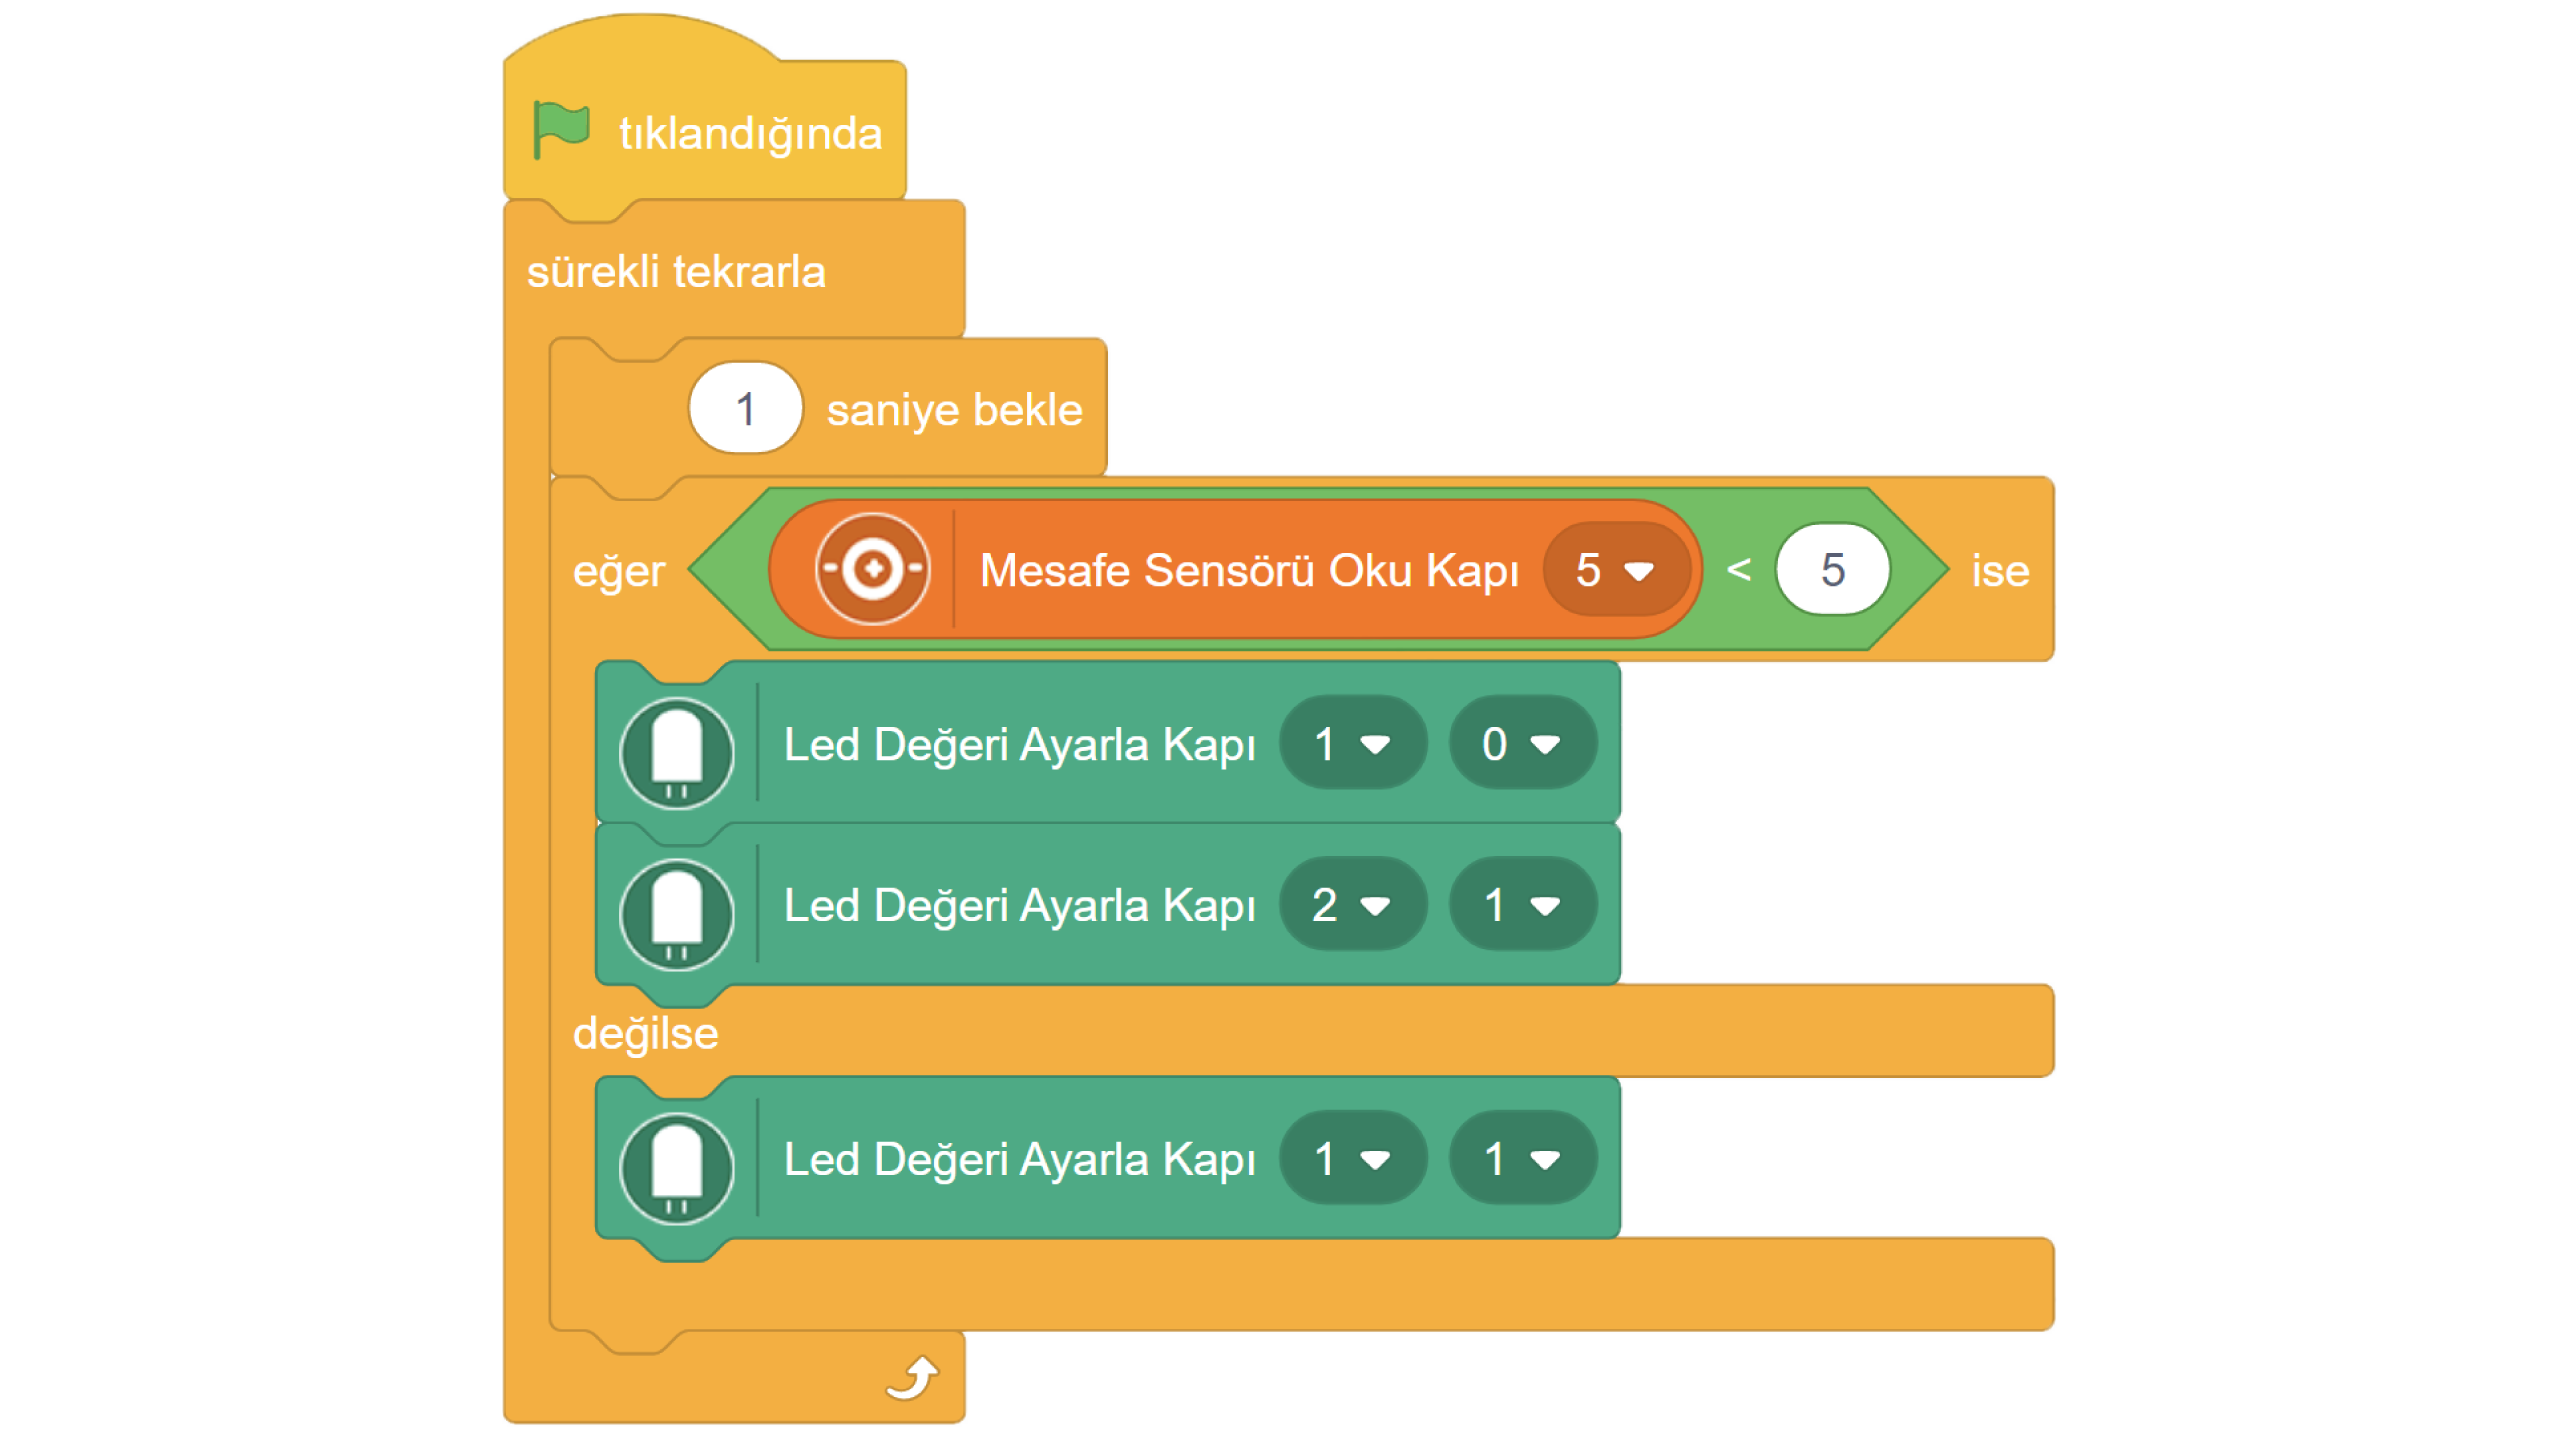 tıklandığında
sürekli tekrarla
1 saniye bekle
eğer Mesafe Sensörü Oku Kapı 5 < 5 ise
Led Değeri Ayarla Kapı 1 0
Led Değeri Ayarla Kapı 2 1
değilse
Led Değeri Ayarla Kapı 1 1